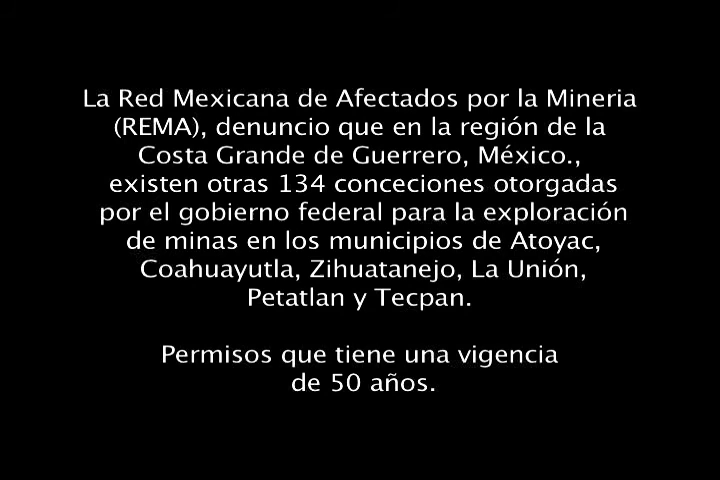 La Red Mexicana de Afectados por la Mineria
(REMA), denuncio que en la región de la
Costa Grande de Guerrero, México.,
existen otras 134 conceciones otorgadas
por el gobierno federal para la exploración
de minas en los municipios de Atoyac,
Coahuayutla, Zihuatanejo, La Unión,
Petatlan y Tecpan.
Permisos que tiene una vigencia
de 50 años.